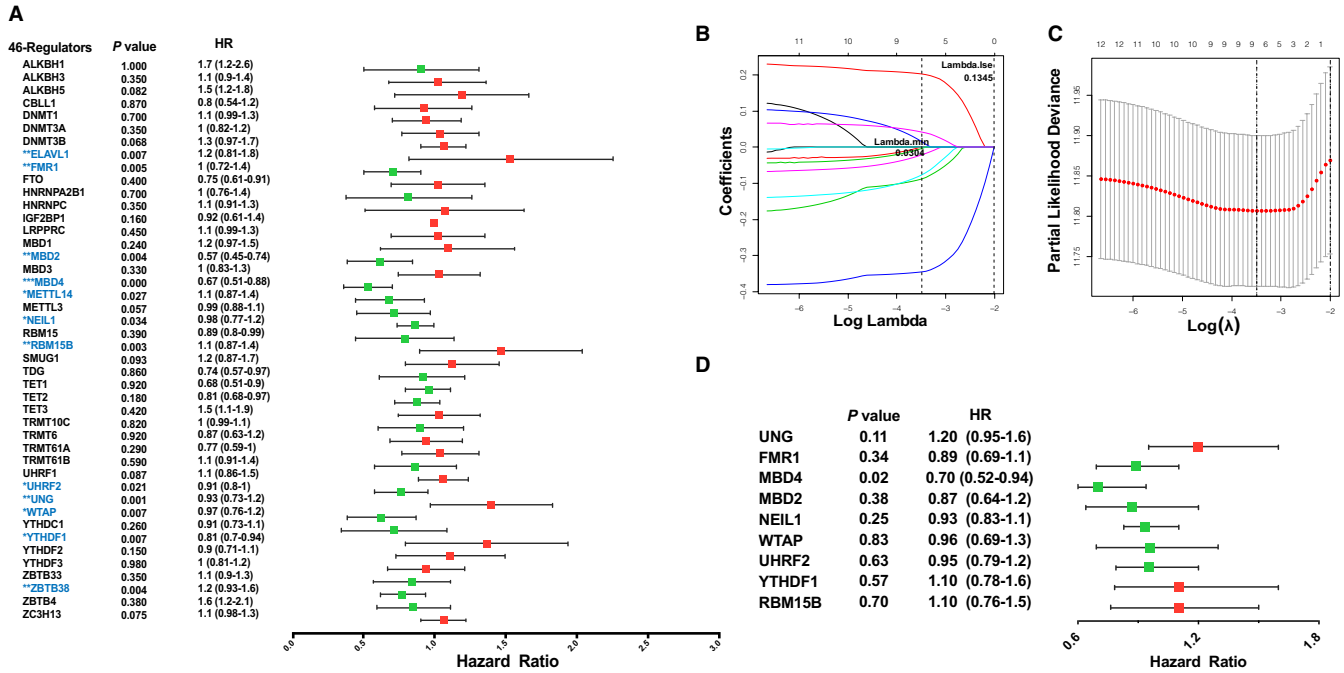 A
46-Regulators P value HR
ALKBH1 1.000 1.7 (1.2-2.6)
ALKBH3 0.350 1.1 (0.9-1.4)
ALKBH5 0.082 1.5 (1.2-1.8)
CBLL1 0.870 0.8 (0.54-1.2)
DNMT1 0.700 1.1 (0.99-1.3)
DNMT3A 0.350 1 (0.82-1.2)
DNMT3B 0.068 1.3 (0.97-1.7)
**ELAVL1 0.007 1.2 (0.81-1.8)
**FMR1 0.005 1 (0.72-1.4)
FTO 0.400 0.75 (0.61-0.91)
HNRNPA2B1 0.700 1 (0.76-1.4)
HNRNPC 0.350 1.1 (0.91-1.3)
IGF2BP1 0.160 0.92 (0.61-1.4)
LRPPRC 0.450 1.1 (0.99-1.3)
MBD1 0.240 1.2 (0.97-1.5)
**MBD2 0.004 0.57 (0.45-0.74)
MBD3 0.330 1 (0.83-1.3)
***MBD4 0.000 0.67 (0.51-0.88)
*METTL14 0.027 1.1 (0.87-1.4)
METTL3 0.057 0.99 (0.88-1.1)
*NEIL1 0.034 0.98 (0.77-1.2)
RBM15 0.390 0.89 (0.8-0.99)
**RBM15B 0.003 1.1 (0.87-1.4)
SMUG1 0.093 1.2 (0.87-1.7)
TDG 0.860 0.74 (0.57-0.97)
TET1 0.920 0.68 (0.51-0.9)
TET2 0.180 0.81 (0.68-0.97)
TET3 0.420 1.5 (1.1-1.9)
TRMT10C 0.820 1 (0.99-1.1)
TRMT6 0.920 0.87 (0.63-1.2)
TRMT61A 0.290 0.77 (0.59-1)
TRMT61B 0.590 1.1 (0.91-1.4)
UHRF1 0.087 1.1 (0.86-1.5)
*UHRF2 0.021 0.91 (0.8-1)
**UNG 0.001 0.93 (0.73-1.2)
*WTAP 0.007 0.97 (0.76-1.2)
YTHDC1 0.260 0.91 (0.73-1.1)
*YTHDF1 0.007 0.81 (0.7-0.94)
YTHDF2 0.150 0.9 (0.71-1.1)
YTHDF3 0.980 1 (0.81-1.2)
ZBTB33 0.350 1.1 (0.9-1.3)
**ZBTB38 0.004 1.2 (0.93-1.6)
ZBTB4 0.380 1.6 (1.2-2.1)
ZC3H13 0.075 1.1 (0.98-1.3)
0.0 0.5 1.0 1.5 2.0 2.5 3.0
Hazard Ratio
B
11 10 9 5 0
Lambda.lse
0.1345
Lambda.min
0.0304
Coefficients
0.2
0.1
0.0
-0.1
-0.2
-0.3
-0.4
-6 -5 -4 -3 -2
Log Lambda
C
12 12 11 10 10 10 9 9 9 9 6 5 3 2 1
Partial Likelihood Deviance
11.95
11.90
11.85
11.80
11.75
-6 -5 -4 -3 -2
Log(λ)
D
P value HR
UNG 0.11 1.20 (0.95-1.6)
FMR1 0.34 0.89 (0.69-1.1)
MBD4 0.02 0.70 (0.52-0.94)
MBD2 0.38 0.87 (0.64-1.2)
NEIL1 0.25 0.93 (0.83-1.1)
WTAP 0.83 0.96 (0.69-1.3)
UHRF2 0.63 0.95 (0.79-1.2)
YTHDF1 0.57 1.10 (0.78-1.6)
RBM15B 0.70 1.10 (0.76-1.5)
0.6 1.2 1.8
Hazard Ratio